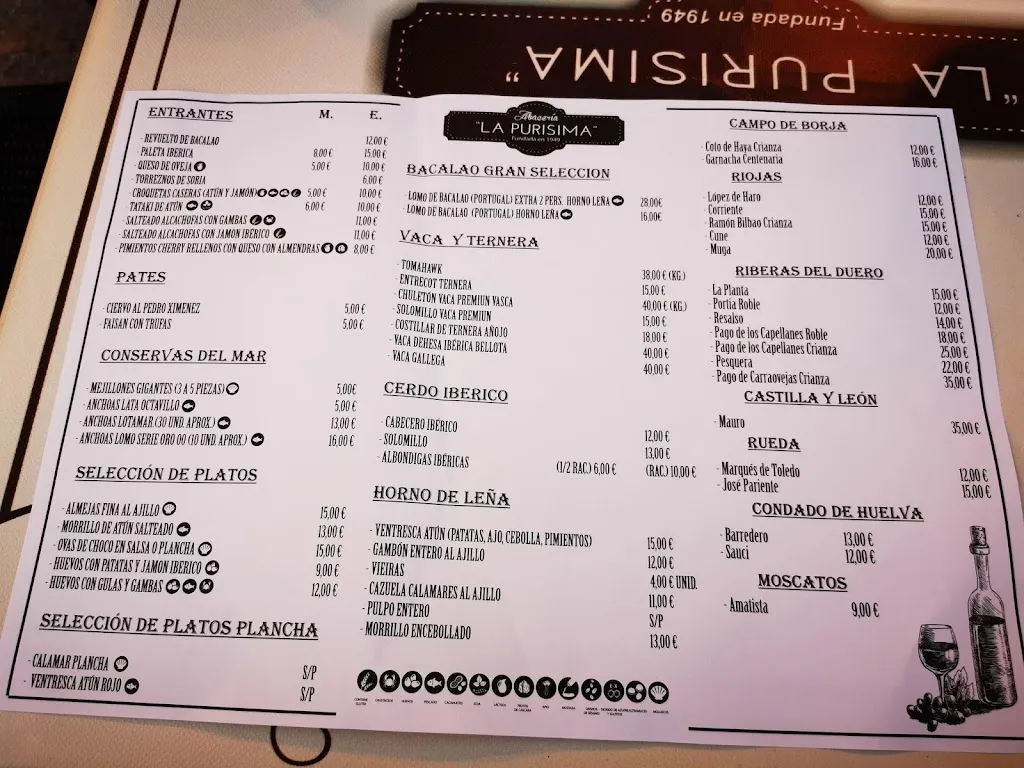 Fundada en 1949
"LA PURISIMA"
ENTRANTES M. E.
- REVUELTO DE BACALAO 12,00 €
- PALETA IBERICA 8,00 € 15,00 €
- QUESO DE OVEJA 5,00 € 10,00 €
- TORREZNOS DE SORIA 6,00 €
- CROQUETAS CASERAS (ATÚN Y JAMÓN) 5,00 € 10,00 €
- TATAKI DE ATÚN 6,00 € 10,00 €
- SALTEADO ALCACHOFAS CON GAMBAS 11,00 €
- SALTEADO ALCACHOFAS CON JAMON IBÉRICO 11,00 €
- PIMIENTOS CHERRY RELLENOS CON QUESO CON ALMENDRAS 8,00 €
PATES
- CIERVO AL PEDRO XIMENEZ 5,00 €
- FAISAN CON TRUFAS 5,00 €
CONSERVAS DEL MAR
- MEJILLONES GIGANTES (3 A 5 PIEZAS) 5,00€
- ANCHOAS LATA OCTAVILLO 5,00 €
- ANCHOAS LOTAMAR (30 UND. APROX.) 13,00 €
- ANCHOAS LOMO SERIE ORO 00 (10 UND. APROX.) 16,00 €
SELECCIÓN DE PLATOS
- ALMEJAS FINA AL AJILLO 15,00 €
- MORRILLO DE ATÚN SALTEADO 13,00 €
- OVAS DE CHOCO EN SALSA O PLANCHA 15,00 €
- HUEVOS CON PATATAS Y JAMON IBERICO 9,00 €
- HUEVOS CON GULAS Y GAMBAS 12,00 €
SELECCIÓN DE PLATOS PLANCHA
- CALAMAR PLANCHA S/P
- VENTRESCA ATÚN ROJO S/P
Abacería
"LA PURISIMA"
Fundada en 1949
BACALAO GRAN SELECCION
- LOMO DE BACALAO (PORTUGAL) EXTRA 2 PERS. HORNO LEÑA 28,00€
- LOMO DE BACALAO (PORTUGAL) HORNO LEÑA 16,00€
VACA Y TERNERA
- TOMAHAWK 38,00 € (KG.)
- ENTRECOT TERNERA 15,00 €
- CHULETÓN VACA PREMIUN VASCA 40,00 € (KG.)
- SOLOMILLO VACA PREMIUN 15,00 €
- COSTILLAR DE TERNERA AÑOJO 18,00 €
- VACA DEHESA IBÉRICA BELLOTA 40,00 €
- VACA GALLEGA 40,00 €
CERDO IBERICO
- CABECERO IBÉRICO 12,00 €
- SOLOMILLO 13,00 €
- ALBONDIGAS IBÉRICAS (1/2 RAC.) 6,00 € (RAC.) 10,00 €
HORNO DE LEÑA
- VENTRESCA ATÚN (PATATAS, AJO, CEBOLLA, PIMIENTOS) 15,00 €
- GAMBÓN ENTERO AL AJILLO 12,00 €
- VIEIRAS 4,00 € UNID.
- CAZUELA CALAMARES AL AJILLO 11,00 €
- PULPO ENTERO S/P
- MORRILLO ENCEBOLLADO 13,00 €
CAMPO DE BORJA
- Coto de Haya Crianza 12,00 €
- Garnacha Centenaria 16,00 €
RIOJAS
- López de Haro 12,00 €
- Corriente 15,00 €
- Ramón Bilbao Crianza 15,00 €
- Cune 12,00 €
- Muga 20,00 €
RIBERAS DEL DUERO
- La Planta 15,00 €
- Portia Roble 12,00 €
- Resalso 14,00 €
- Pago de los Capellanes Roble 18,00 €
- Pago de los Capellanes Crianza 25,00 €
- Pesquera 22,00 €
- Pago de Carraovejas Crianza 35,00 €
CASTILLA Y LEÓN
- Mauro 35,00 €
RUEDA
- Marqués de Toledo 12,00 €
- José Pariente 15,00 €
CONDADO DE HUELVA
- Barredero 13,00 €
- Sauci 12,00 €
MOSCATOS
- Amatista 9,00 €